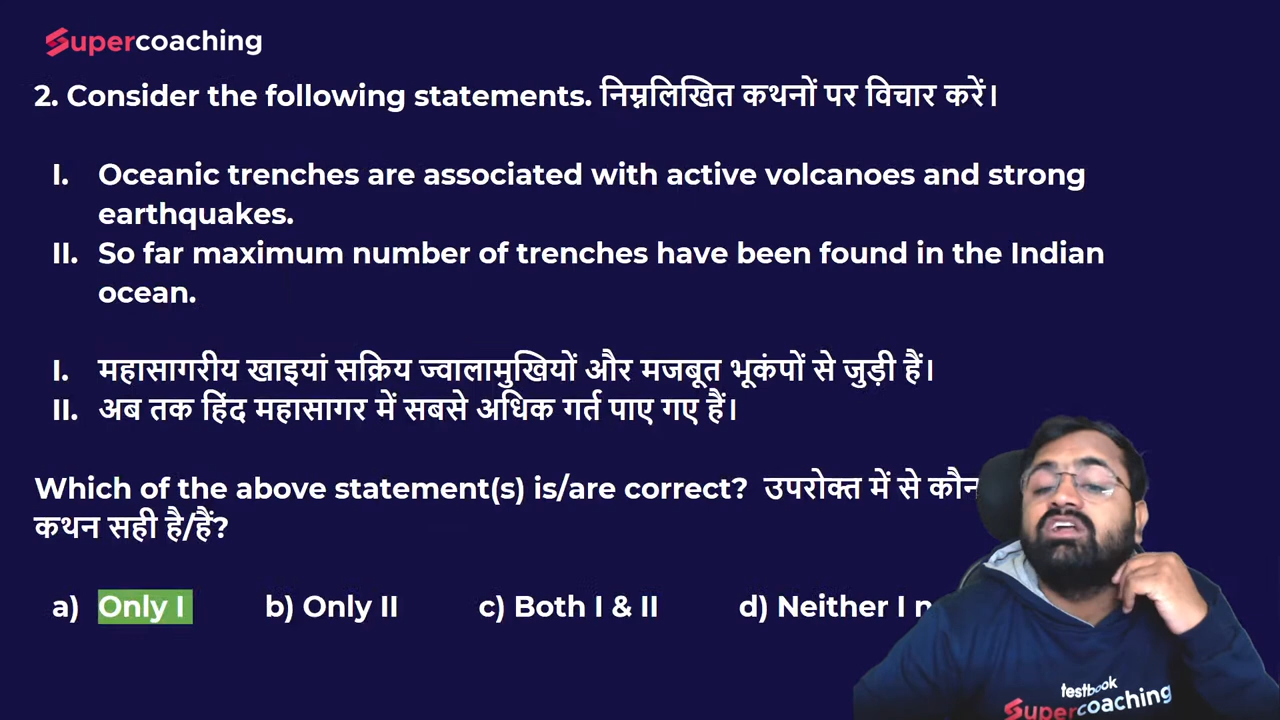 Supercoaching
2. Consider the following statements. निम्नलिखित कथनों पर विचार करें।
I. Oceanic trenches are associated with active volcanoes and strong
earthquakes.
II. So far maximum number of trenches have been found in the Indian
ocean.
I. महासागरीय खाइयां सक्रिय ज्वालामुखियों और मजबूत भूकंपों से जुड़ी हैं।
II. अब तक हिंद महासागर में सबसे अधिक गर्त पाए गए हैं।
Which of the above statement(s) is/are correct? उपरोक्त में से कौन
कथन सही है/हैं?
a) Only I b) Only II c) Both I & II d) Neither I n
testbook
Supercoaching